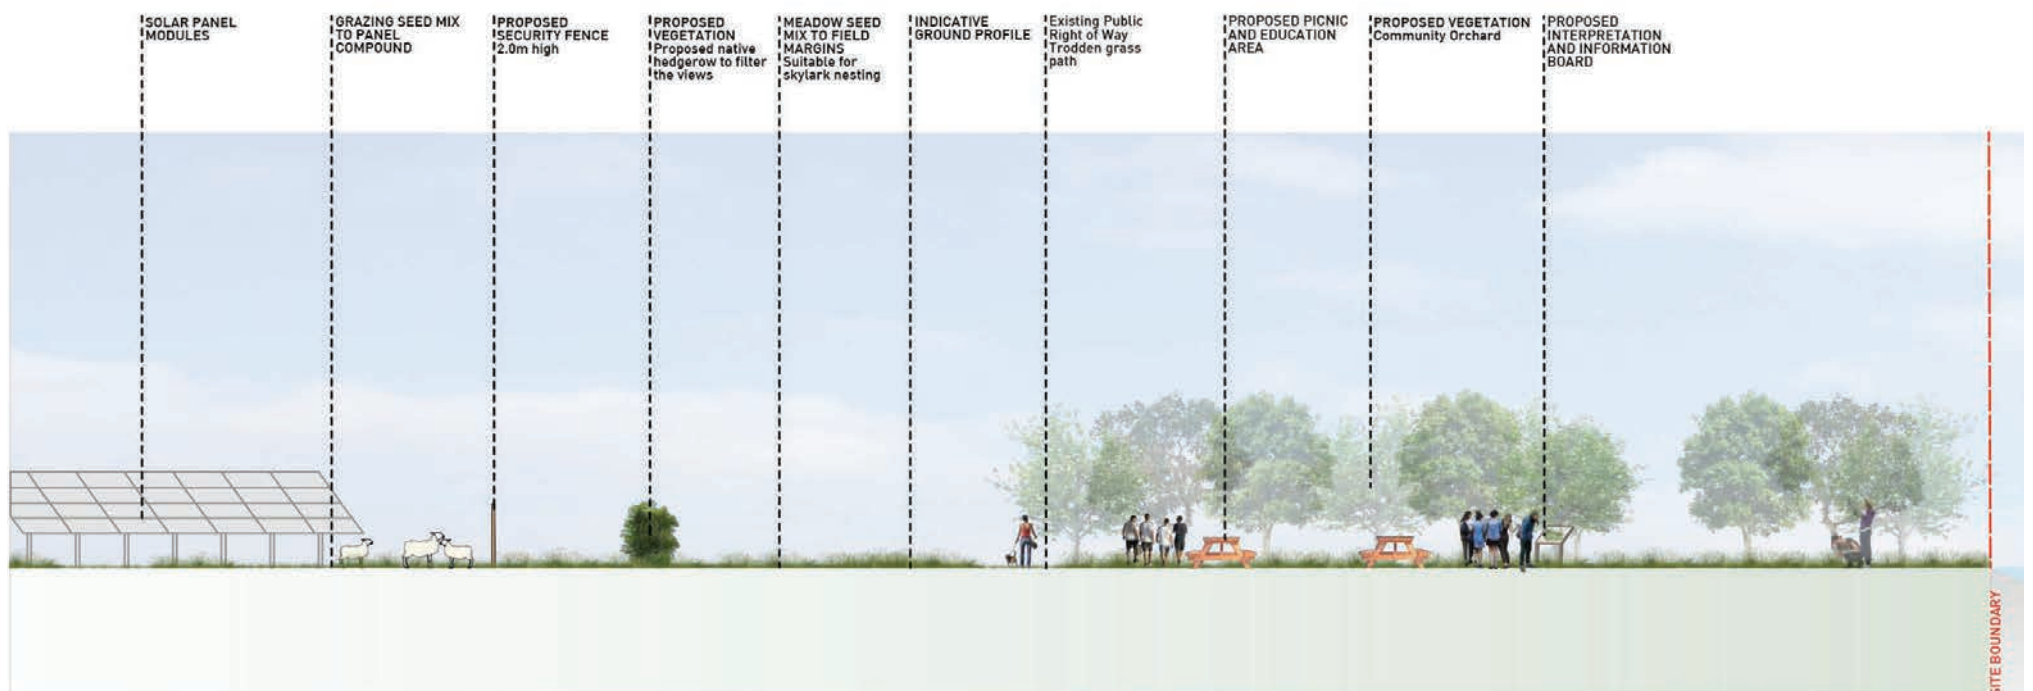 SOLAR PANEL
MODULES
GRAZING SEED MIX
TO PANEL
COMPOUND
PROPOSED
SECURITY FENCE
2.0m high
PROPOSED
VEGETATION
Proposed native
hedgerow to filter
the views
MEADOW SEED
MIX TO FIELD
MARGINS
Suitable for
skylark nesting
INDICATIVE
GROUND PROFILE
Existing Public
Right of Way
Trodden grass
path
PROPOSED PICNIC
AND EDUCATION
AREA
PROPOSED VEGETATION
Community Orchard
PROPOSED
INTERPRETATION
AND INFORMATION
BOARD
SITE BOUNDARY